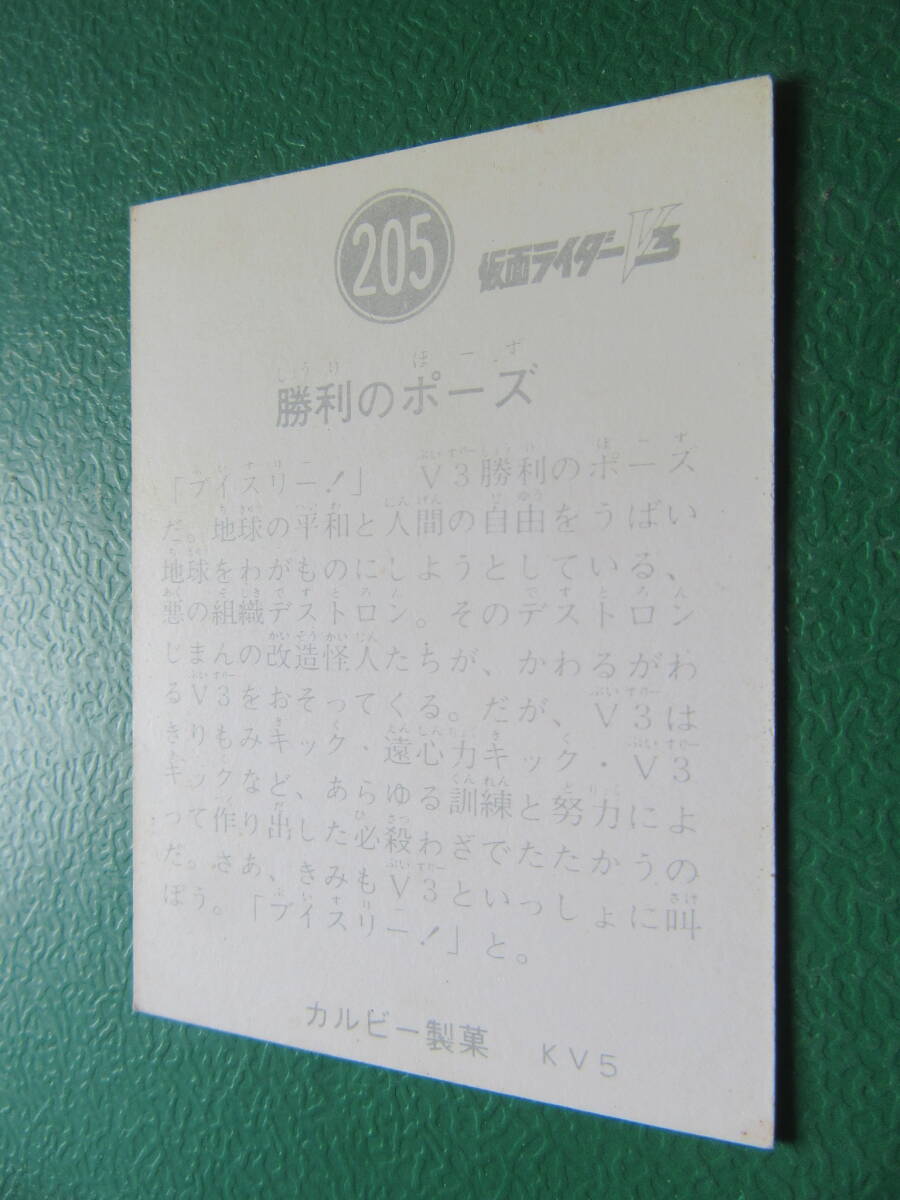 205 仮面ライダーV3
勝利のポーズ
「ブイスリー!」 V3勝利のポーズ
だ。地球の平和と人間の自由をうばい
地球をわがものにしようとしている、
悪の組織デストロン。そのデストロン
じまんの改造怪人たちが、かわるがわ
るV3をおそってくる。だが、V3は
きりもみキック・遠心力キック・V3
キックなど、あらゆる訓練と努力によ
って作り出した必殺わざでたたかうの
だ。さあ、きみもV3といっしょに叫
ぼう。「ブイスリー!」と。
カルビー製菓 KV5